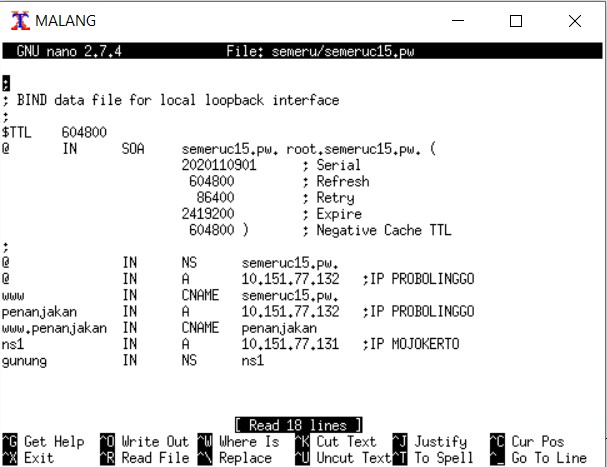 MALANG
GNU nano 2.7.4 File: semeru/semeruc15.pw
;
; BIND data file for local loopback interface
;
$TTL 604800
@ IN SOA semeruc15.pw. root.semeruc15.pw. (
2020110901 ; Serial
604800 ; Refresh
86400 ; Retry
2419200 ; Expire
604800 ) ; Negative Cache TTL
;
@ IN NS semeruc15.pw.
@ IN A 10.151.77.132 ;IP PROBOLINGGO
www IN CNAME semeruc15.pw.
penanjakan IN A 10.151.77.132 ;IP PROBOLINGGO
www.penanjakan IN CNAME penanjakan
ns1 IN A 10.151.77.131 ;IP MOJOKERTO
gunung IN NS ns1
[ Read 18 lines ]
^G Get Help ^O Write Out ^W Where Is ^K Cut Text ^J Justify ^C Cur Pos
^X Exit ^R Read File ^\ Replace ^U Uncut Text ^T To Spell ^_ Go To Line